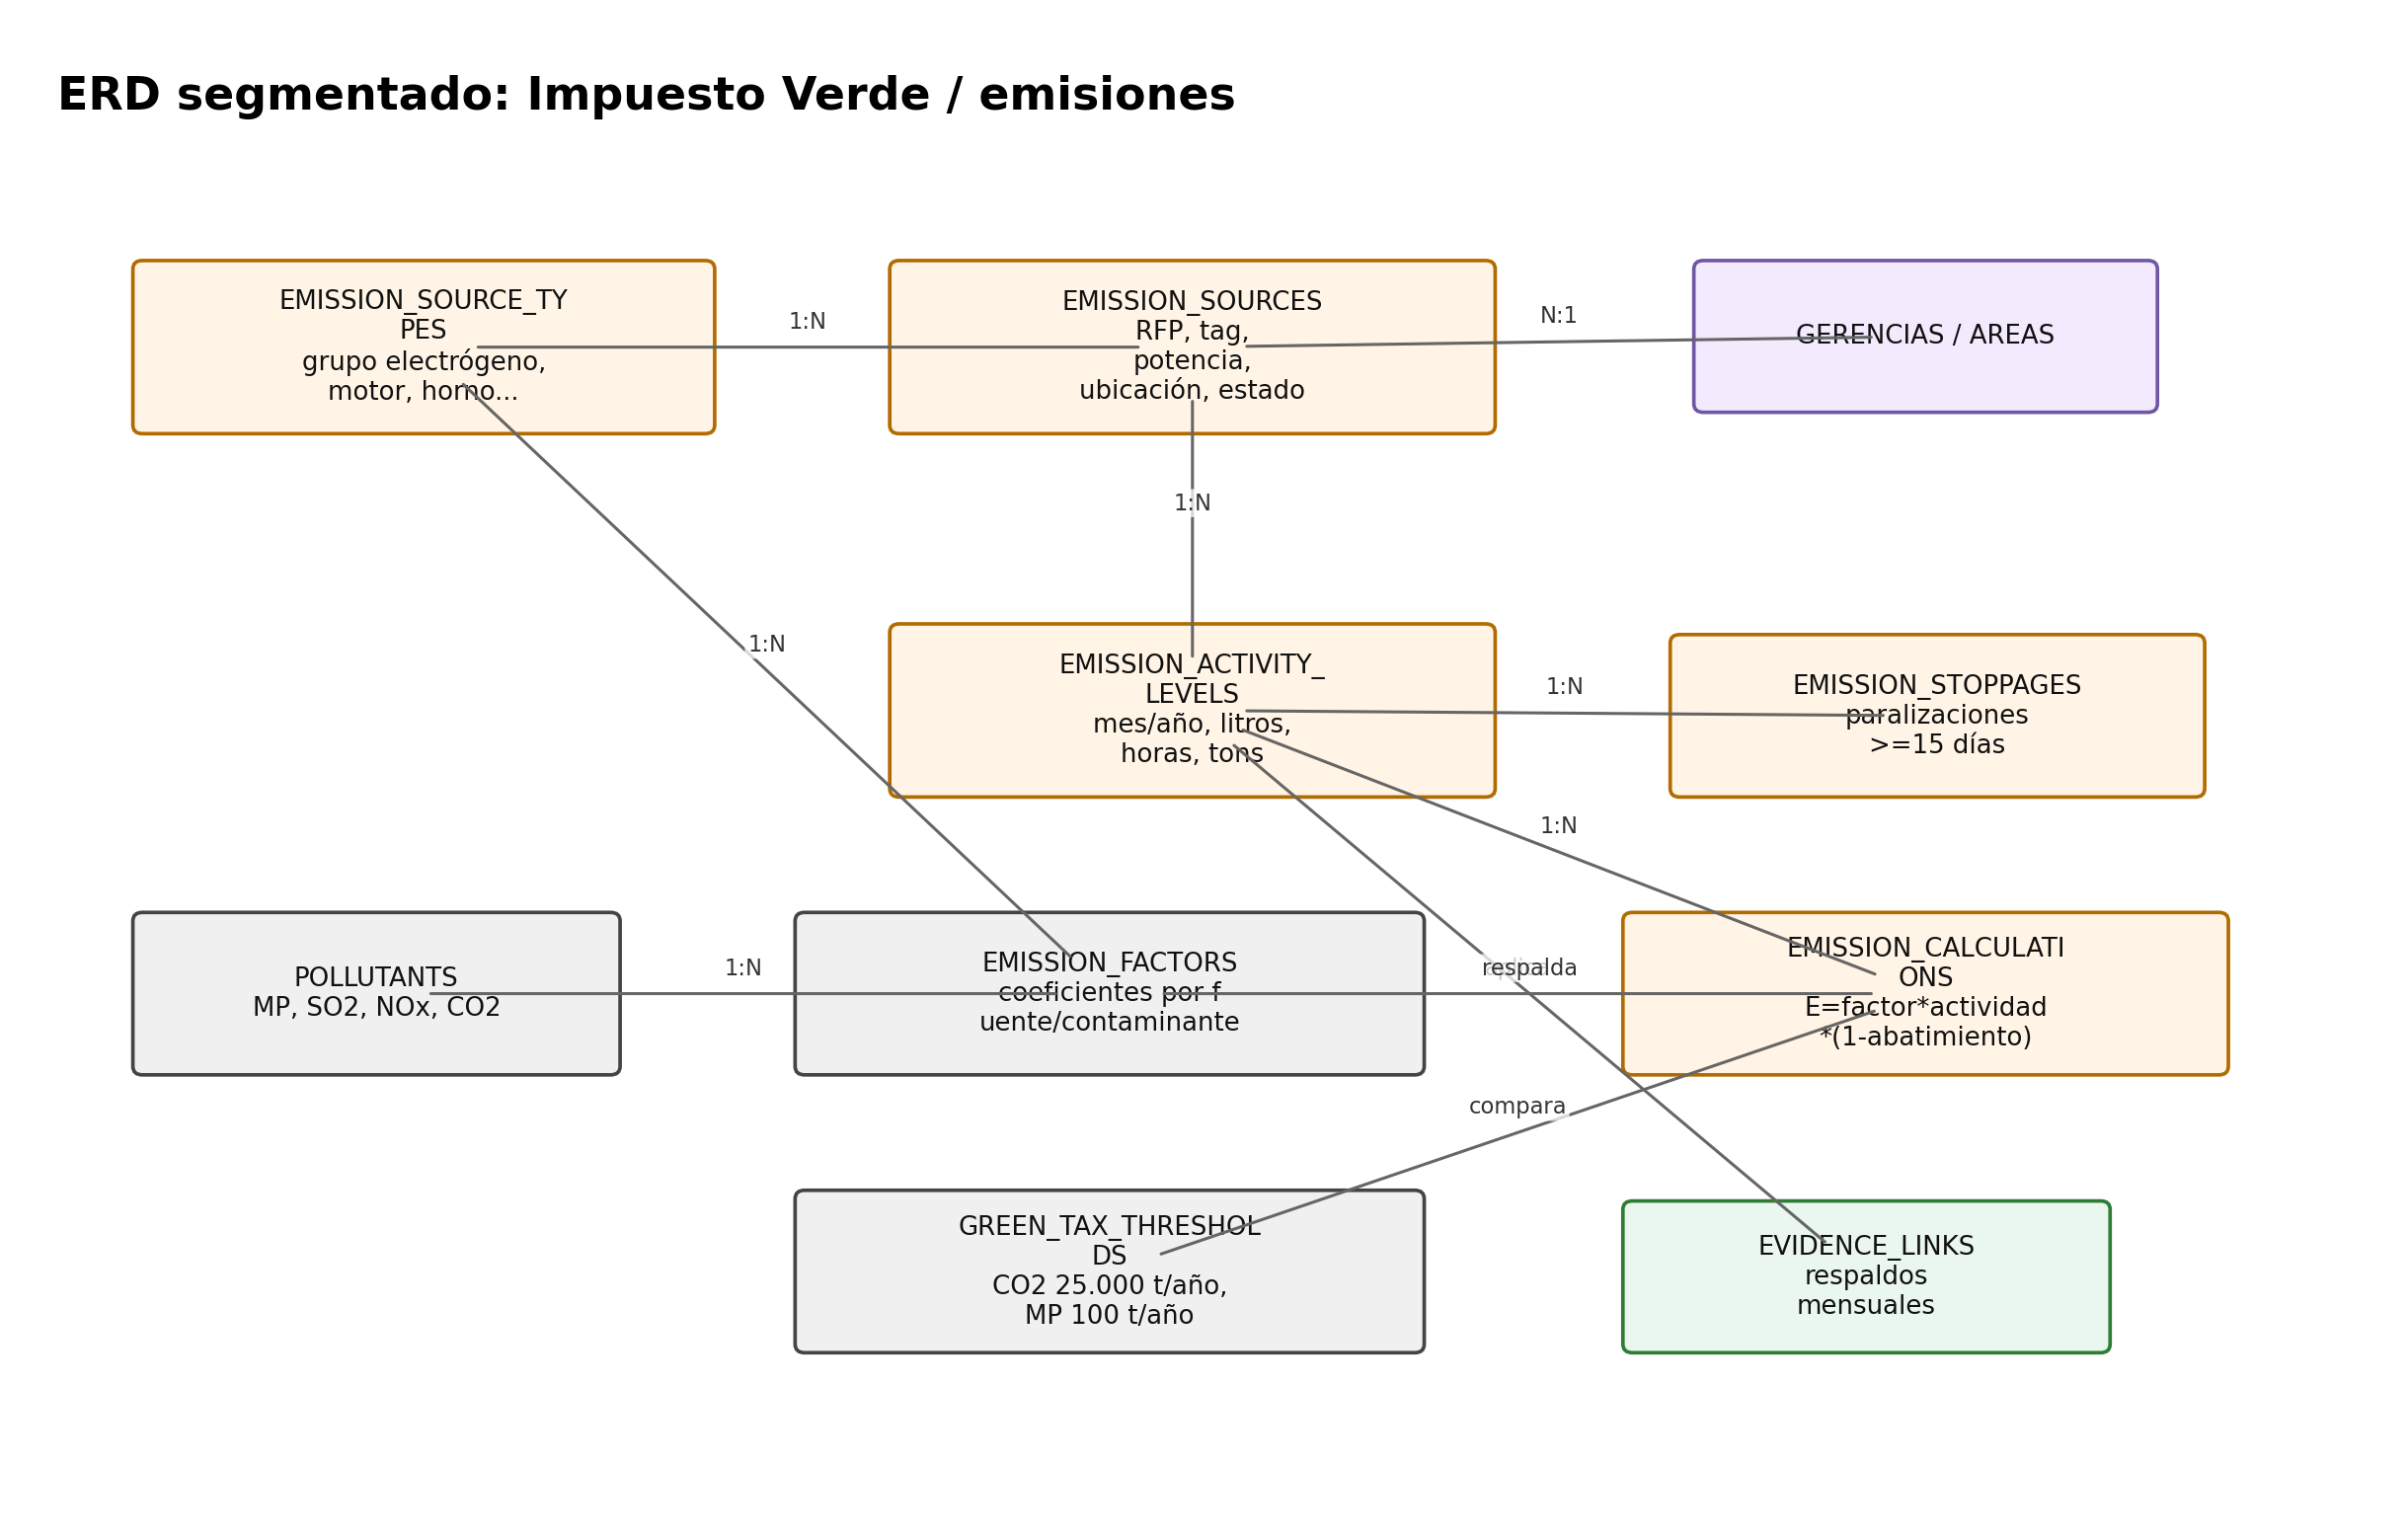 ERD segmentado: Impuesto Verde / emisiones
EMISSION_SOURCE_TY
PES
grupo electrógeno,
motor, horno...
1:N
EMISSION_SOURCES
RFP, tag,
potencia,
ubicación, estado
N:1
GERENCIAS / AREAS
1:N
1:N
EMISSION_ACTIVITY_
LEVELS
mes/año, litros,
horas, tons
1:N
EMISSION_STOPPAGES
paralizaciones
>=15 días
1:N
POLLUTANTS
MP, SO2, NOx, CO2
1:N
EMISSION_FACTORS
coeficientes por f
uente/contaminante
respalda
EMISSION_CALCULATI
ONS
E=factor*actividad
*(1-abatimiento)
compara
GREEN_TAX_THRESHOL
DS
CO2 25.000 t/año,
MP 100 t/año
EVIDENCE_LINKS
respaldos
mensuales